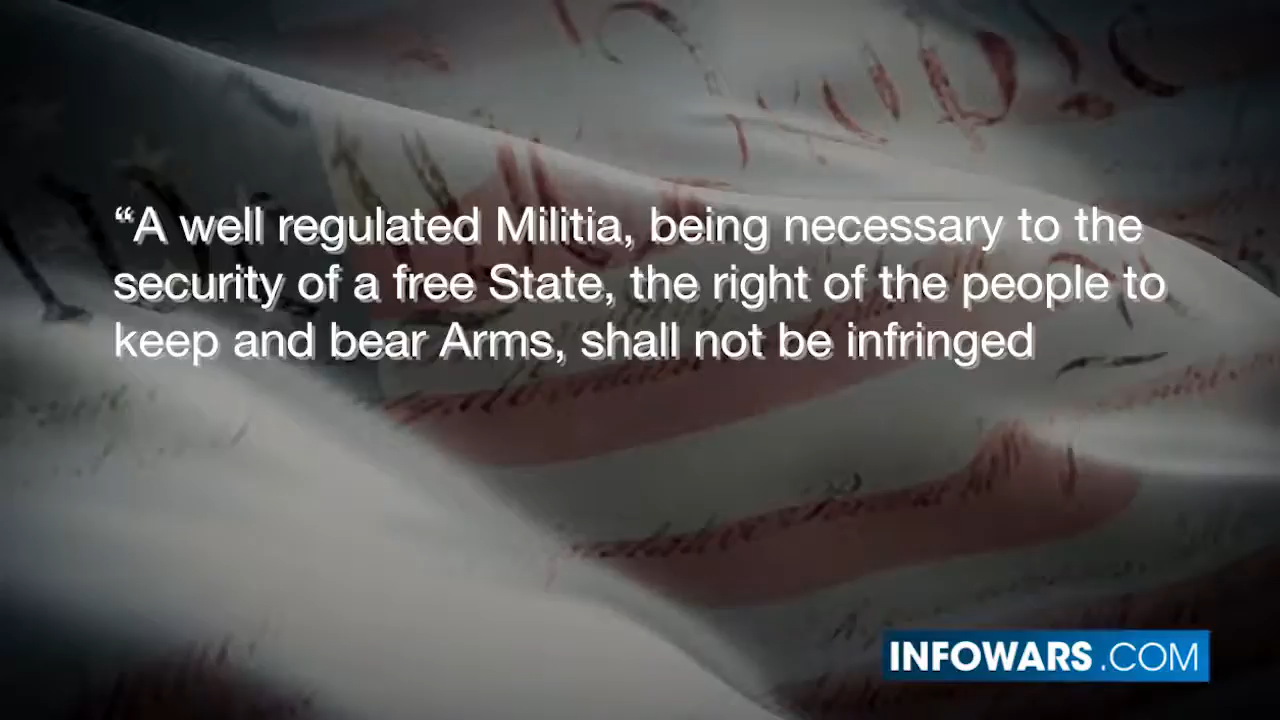 “A well regulated Militia, being necessary to the
security of a free State, the right of the people to
keep and bear Arms, shall not be infringed
INFOWARS.COM